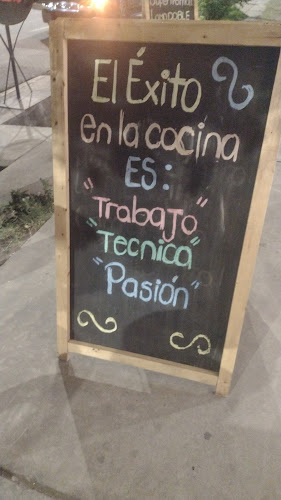 El Éxito
en la cocina
ES:
"Trabajo"
"Tecnica"
"Pasión"